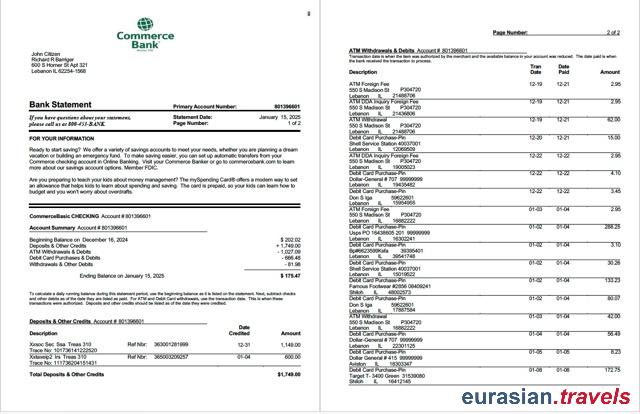 Commerce
Bank
John Citizen
Richard R Barriger
600 S Horner St Apt 321
Lebanon IL 62254-1568
Bank Statement
Primary Account Number: 801396601
If you have questions about your statement,
please call us at 800-453-BANK.
Statement Date: January 15, 2025
Page Number: 1 of 2
FOR YOUR INFORMATION
Ready to start saving? We offer a variety of savings accounts to meet your needs, whether you are planning a dream
vacation or building an emergency fund. To make saving easier, you can set up automatic transfers from your
Commerce checking account in Online Banking. Visit your Commerce Banker or go to commercebank.com to learn
more about our savings account options. Member FDIC.
Are you preparing to teach your kids about money management? The mySpending Card® offers a modern way to set
an allowance that helps kids to learn about spending and saving. The card is prepaid, so your kids can learn how to
budget and you won't worry about overdrafts.
CommerceBasic CHECKING Account # 801396601
Account Summary Account # 801396601
Beginning Balance on December 16, 2024 $ 202.02
Deposits & Other Credits + 1,749.00
ATM Withdrawals & Debits - 1,027.09
Debit Card Purchases & Debits - 666.48
Withdrawals & Other Debits - 81.98
Ending Balance on January 15, 2025 $ 175.47
To calculate a daily running balance during this statement period, use the beginning balance as it is listed on the statement. Next, subtract checks
and other debits as of the date they are listed as paid. For ATM and Debit Card withdrawals, use the transaction date. This is when these
transactions were authorized. Deposits and other credits should be listed as of the date they were credited.
Deposits & Other Credits Account # 801396601
Description
Date
Credited
Amount
Xxsoc Sec Ssa Treas 310 Ref Nbr: 363001281999 12-31 1,149.00
Trace No: 101736141222520
Xxtaxeip2 Irs Treas 310 Ref Nbr: 365003209257 01-04 600.00
Trace No: 111736204151431
Total Deposits & Other Credits $1,749.00
Page Number: 2 of 2
ATM Withdrawals & Debits Account # 801396601
Transaction date is when the item was authorized by the merchant and the available balance in your account was reduced. The date paid is when
the bank received the transaction to process.
Description
Tran
Date
Date
Paid
Amount
ATM Foreign Fee 12-19 12-21 2.95
550 S Madison St P304720
Lebanon IL 21488706
ATM DDA Inquiry Foreign Fee 12-19 12-21 2.95
550 S Madison St P304720
Lebanon IL 21436806
ATM Withdrawal 12-19 12-21 62.00
550 S Madison St P304720
Lebanon IL 21488706
Debit Card Purchase-Pin 12-20 12-21 15.00
Shell Service Station 40037001
Lebanon IL 12069509
ATM DDA Inquiry Foreign Fee 12-22 12-22 2.95
550 S Madison St P304720
Lebanon IL 19005023
Debit Card Purchase-Pin 12-22 12-22 4.10
Dollar-General # 707 99999999
Lebanon IL 19435482
Debit Card Purchase-Pin 12-22 12-22 3.45
Don S Iga 59622601
Lebanon IL 15954955
ATM Foreign Fee 01-03 01-04 2.95
550 S Madison St P304720
Lebanon IL 16882222
Debit Card Purchase-Pin 01-02 01-04 288.25
Usps PO 16438605 201 99999999
Lebanon IL 16302241
Debit Card Purchase-Pin 01-02 01-04 3.10
39395401
Lebanon IL 39541748
Debit Card Purchase-Pin 01-02 01-04 30.26
Shell Service Station 40037001
Lebanon IL 15019522
Debit Card Purchase-Pin 01-02 01-04 133.23
Famous Footwear #2856 08409241
Shiloh IL 48002573
Debit Card Purchase-Pin 01-02 01-04 80.07
Don S Iga 59622601
Lebanon IL 17887584
ATM Withdrawal 01-03 01-04 42.00
550 S Madison St P304720
Lebanon IL 16882222
Debit Card Purchase-Pin 01-04 01-04 56.49
Dollar-General # 707 99999999
Lebanon IL 22301125
Debit Card Purchase-Pin 01-05 01-05 8.23
Dollar General # 415 99999999
Aviston IL 18303347
Debit Card Purchase-Pin 01-08 01-08 172.75
Target T- 3400 Green 31539080
Shiloh IL 16412145
eurasian.travels